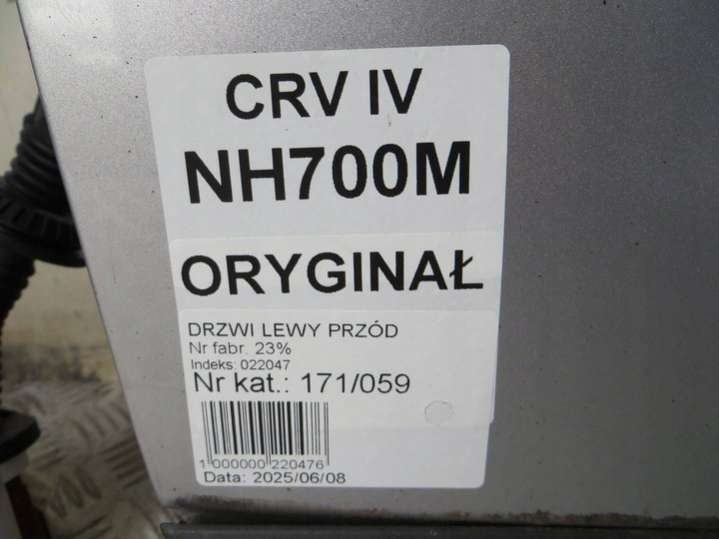 CRV IV
NH700M
ORYGINAŁ
DRZWI LEWY PRZÓD
Nr fabr. 23%
Indeks: 022047
Nr kat.: 171/059
1 000000 220476
Data: 2025/06/08